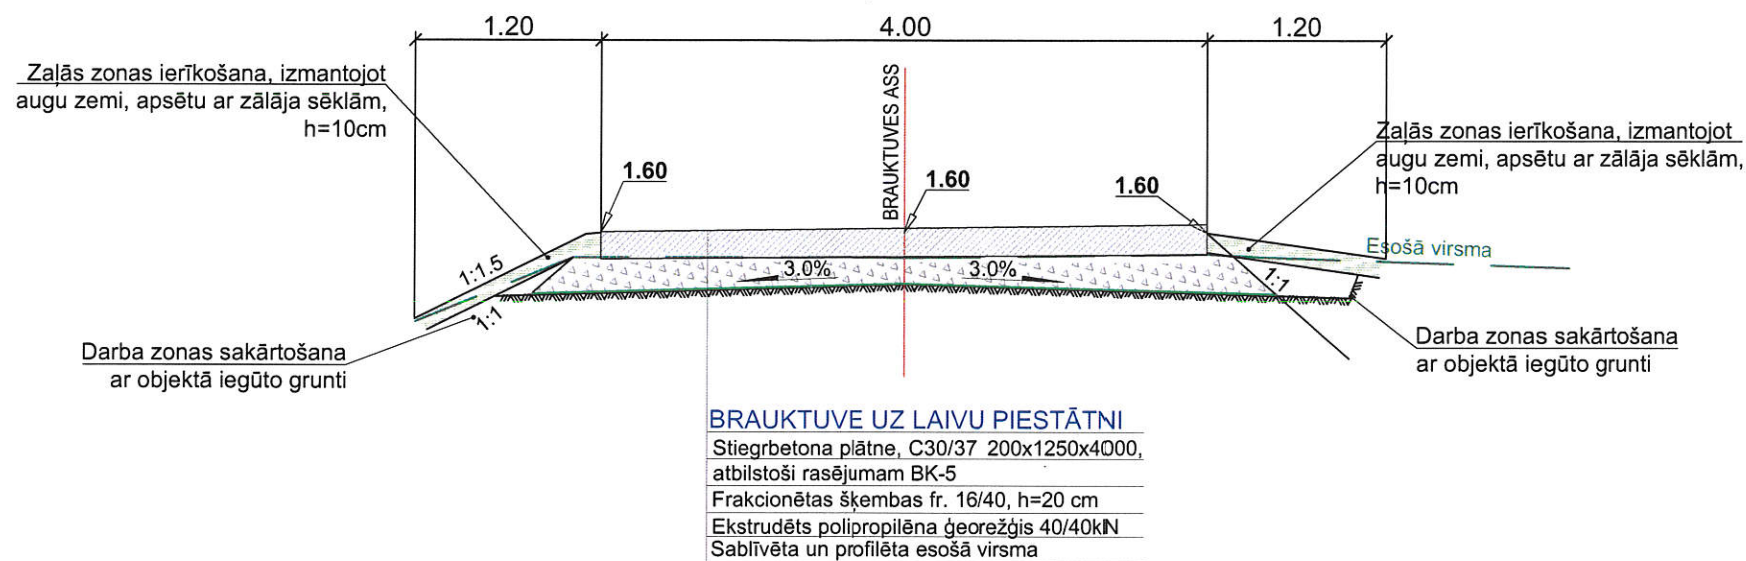 1.20
4.00
1.20
Zaļās zonas ierīkošana, izmantojot
augu zemi, apsētu ar zālāja sēklām,
h=10cm
BRAUKTUVES ASS
Zaļās zonas ierīkošana, izmantojot
augu zemi, apsētu ar zālāja sēklām,
h=10cm
1.60
1.60
1.60
Esošā virsma
1:1.5
3.0%
3.0%
1:1
1:1
Darba zonas sakārtošana
ar objektā iegūto grunti
Darba zonas sakārtošana
ar objektā iegūto grunti
BRAUKTUVE UZ LAIVU PIESTĀTNI
Stiegrbetona plātne, C30/37 200x1250x4000,
atbilstoši rasējumam BK-5
Frakcionētas šķembas fr. 16/40, h=20 cm
Ekstrudēts polipropilēna ģeorežģis 40/40kN
Sablīvēta un profilēta esošā virsma